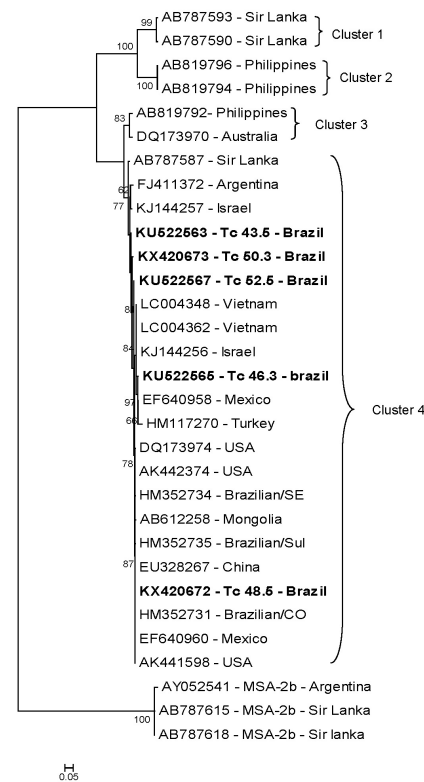 99
AB787593 - Sir Lanka
Cluster 1
100
AB787590 - Sir Lanka
AB819796 - Philippines
Cluster 2
100
AB819794 - Philippines
83
AB819792- Philippines
Cluster 3
DQ173970 - Australia
AB787587 - Sir Lanka
FJ411372 - Argentina
77
KJ144257 - Israel
KU522563 - Tc 43.5 - Brazil
KX420673 - Tc 50.3 - Brazil
KU522567 - Tc 52.5 - Brazil
LC004348 - Vietnam
LC004362 - Vietnam
84
KJ144256 - Israel
KU522565 - Tc 46.3 - brazil
97
EF640958 - Mexico
Cluster 4
66
HM117270 - Turkey
DQ173974 - USA
78
AK442374 - USA
HM352734 - Brazilian/SE
AB612258 - Mongolia
HM352735 - Brazilian/Sul
87
EU328267 - China
KX420672 - Tc 48.5 - Brazil
HM352731 - Brazilian/CO
EF640960 - Mexico
AK441598 - USA
AY052541 - MSA-2b - Argentina
AB787615 - MSA-2b - Sir Lanka
100
AB787618 - MSA-2b - Sir lanka
0.05